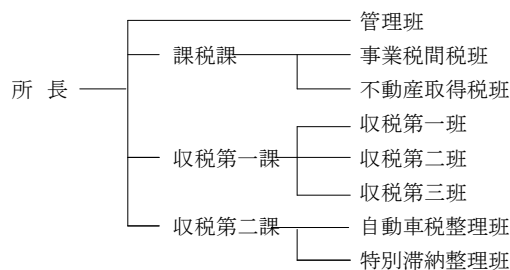 管理班
課税課 事業税間税班
所 長 不動産取得税班
収税第一班
収税第一課 収税第二班
収税第三班
収税第二課 自動車税整理班
特別滞納整理班